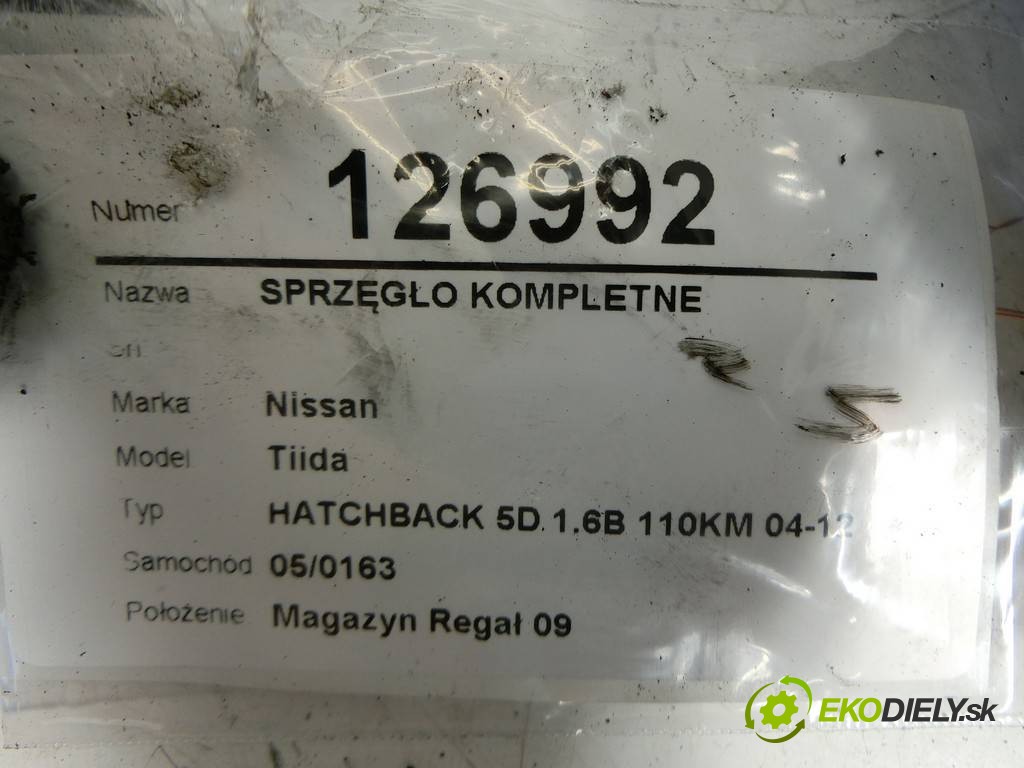 Numer 126992
Nazwa SPRZĘGŁO KOMPLETNE
Marka Nissan
Model Tiida
Typ HATCHBACK 5D 1.6B 110KM 04-12
Samochód 05/0163
Położenie Magazyn Regał 09
EKODIELY.sk